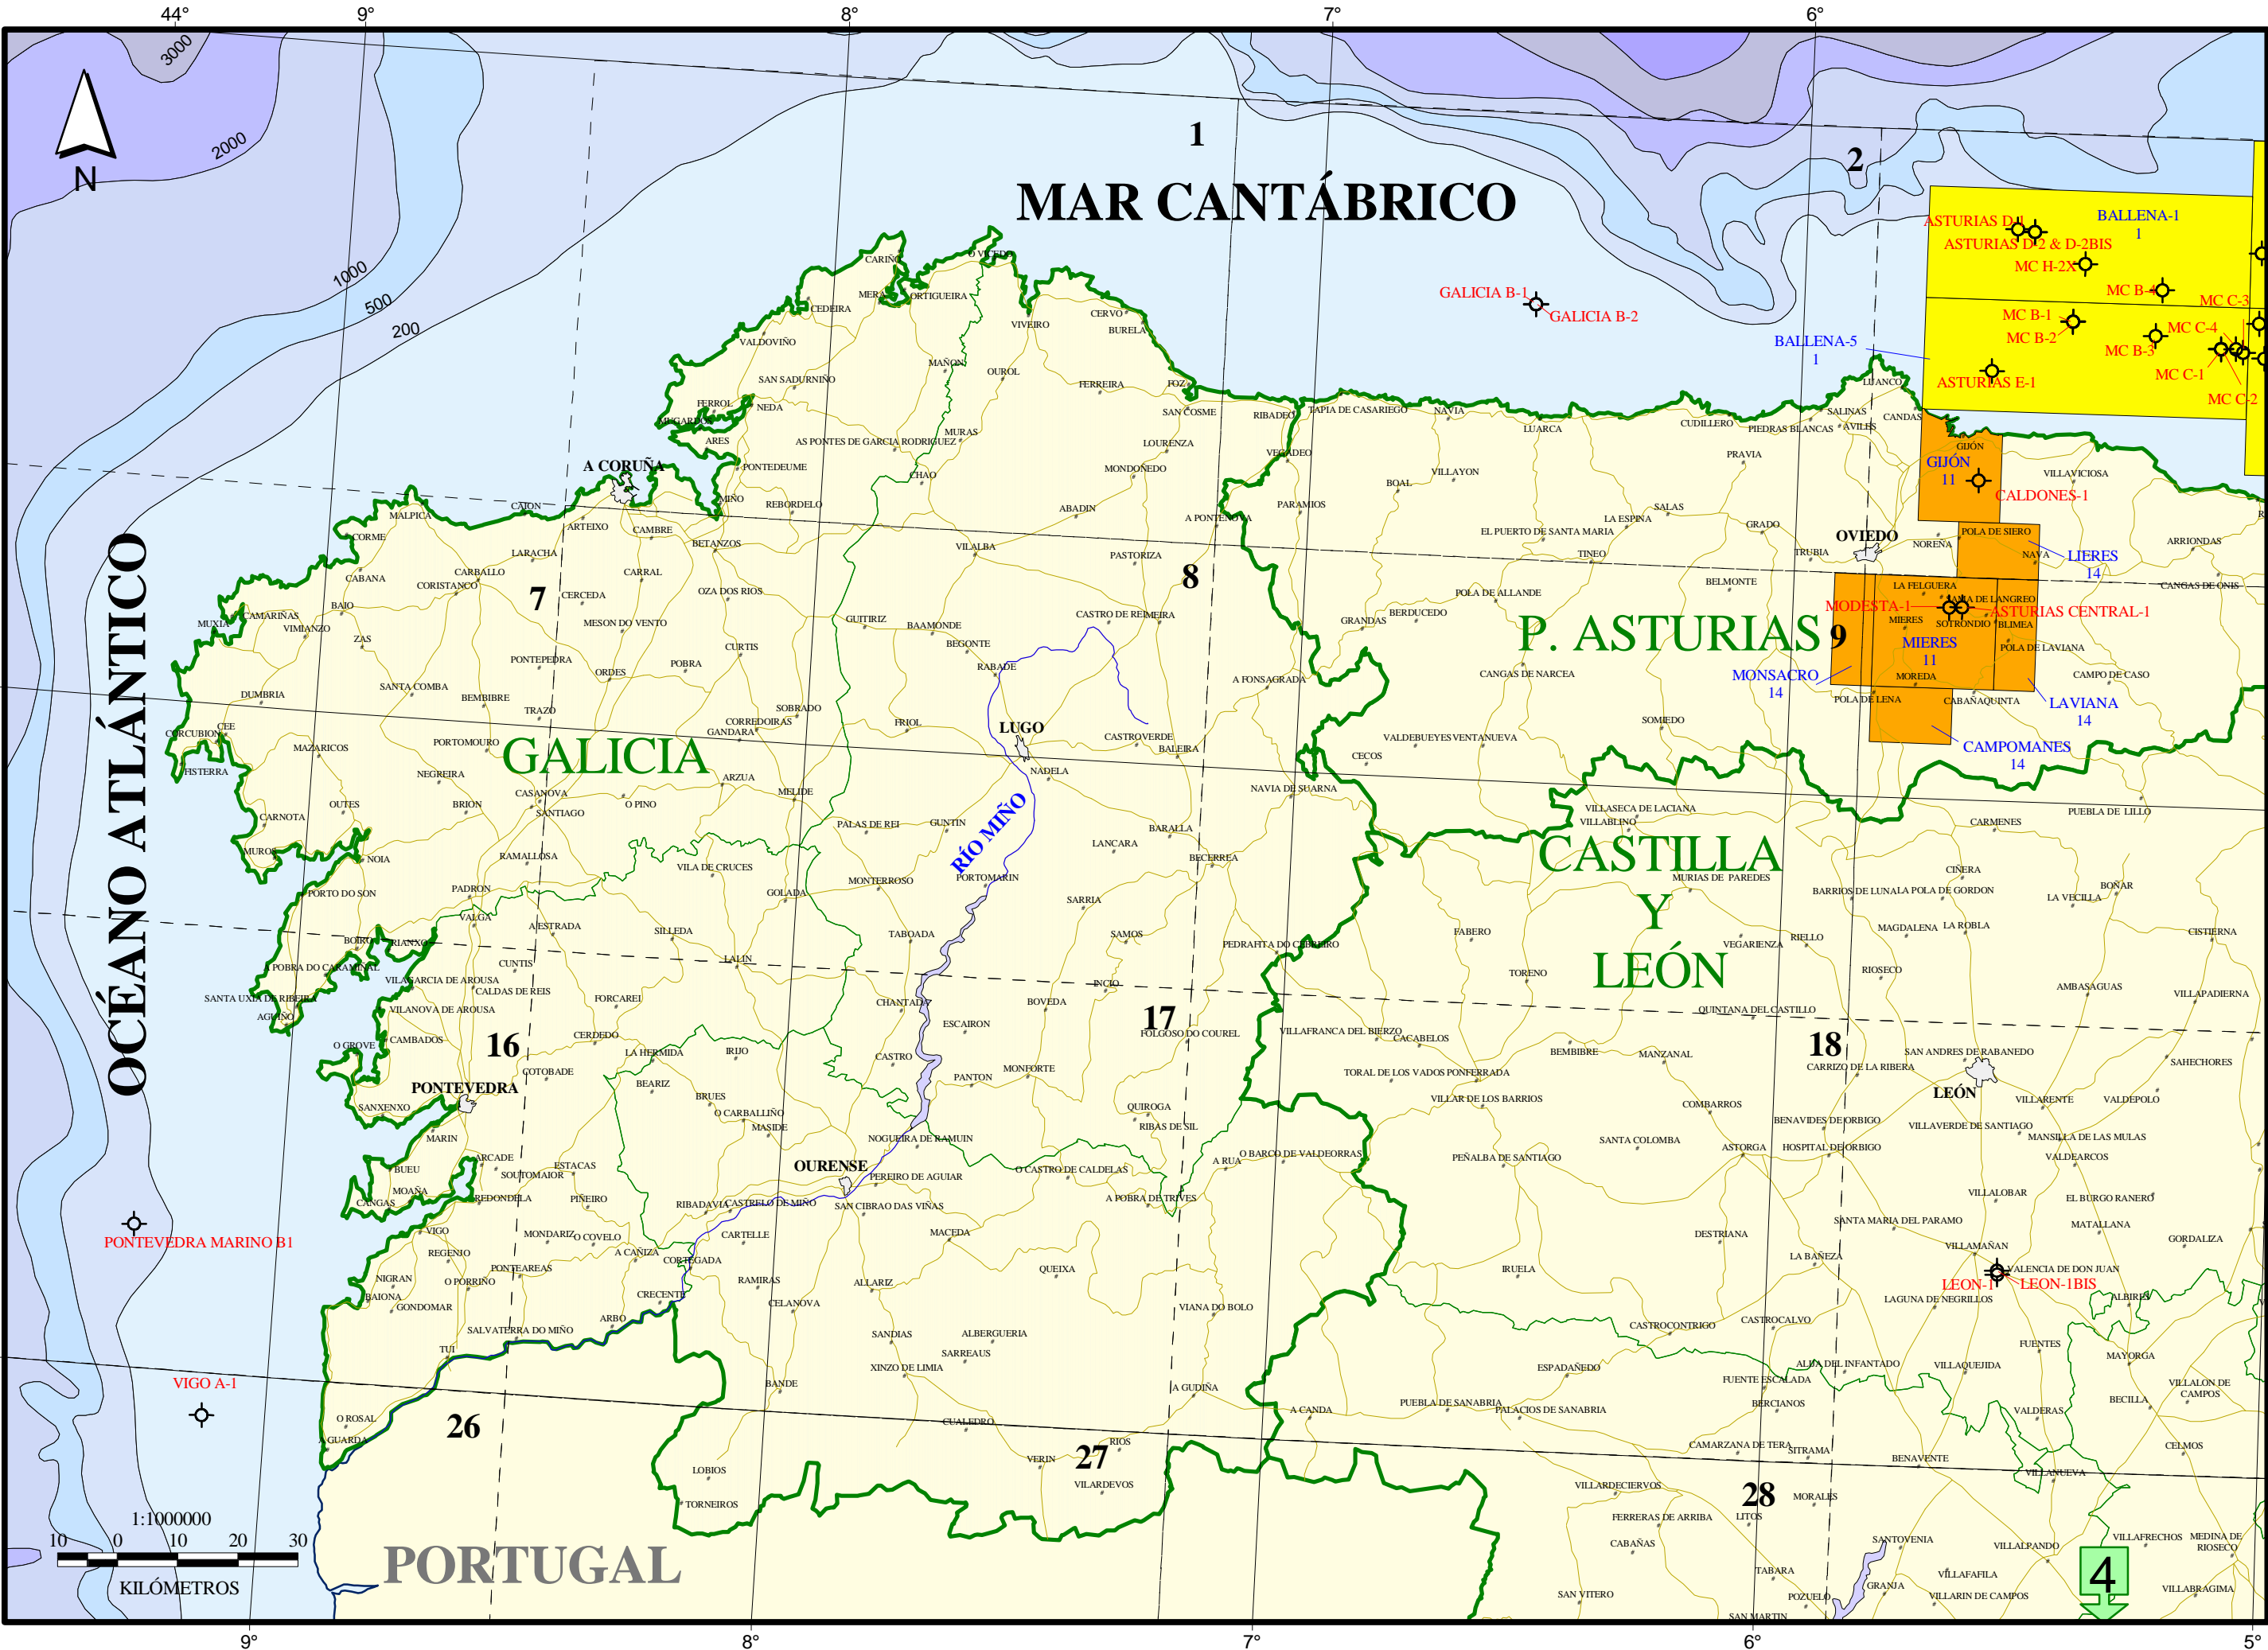 44°
9°
8°
7°
6°
3000
2000
1000
500
200
N
1
2
MAR CANTÁBRICO
ASTURIAS D-1
BALLENA-1
1
ASTURIAS D-2 & D-2BIS
MC H-2X
MC B-4
MC C-3
GALICIA B-1
GALICIA B-2
MC B-1
MC B-2
MC C-4
MC B-3
MC C-1
MC C-2
BALLENA-5
1
ASTURIAS E-1
CARIÑO
O VICEDO
MERA
ORTIGUEIRA
CEDEIRA
VIVEIRO
CERVO
BURELA
VALDOVIÑO
MAÑON
OUROL
SAN SADURNIÑO
FERREIRA
FOZ
FERROL
NEDA
MUGARDOS
ARES
SAN COSME
RIBADEO
TAPIA DE CASARIEGO
NAVIA
LUARCA
CUDILLERO
PIEDRAS BLANCAS
SALINAS
AVILES
LUANCO
CANDAS
AS PONTES DE GARCIA RODRIGUEZ
MURAS
LOURENZA
VEGADEO
GIJÓN
GIJÓN
11
CALDONES-1
VILLAVICIOSA
A CORUÑA
PONTEDEUME
MONDOÑEDO
CHAO
VILLAYON
BOAL
PRAVIA
MIÑO
REBORDELO
ABADIN
A PONTENOVA
PARAMIOS
SALAS
LA ESPINA
GRADO
MALPICA
CAION
ARTEIXO
CAMBRE
BETANZOS
CORME
LARACHA
VILALBA
PASTORIZA
EL PUERTO DE SANTA MARIA
TINEO
TRUBIA
OVIEDO
NOREÑA
POLA DE SIERO
NAVA
LIERES
14
ARRIONDAS
CANGAS DE ONIS
CABANA
CARBALLO
CORISTANCO
CARRAL
OZA DOS RIOS
7
8
BELMONTE
LA FELGUERA
SAMA DE LANGREO
CERCEDA
CAMARIÑAS
BAIO
MUXIA
VIMIANZO
ZAS
MESON DO VENTO
GUITIRIZ
BAAMONDE
CASTRO DE REIMEIRA
POLA DE ALLANDE
BERDUCEDO
GRANDAS
P. ASTURIAS
9
MODESTA-1
ASTURIAS CENTRAL-1
MIERES
SOTRONDIO
BLIMEA
MIERES
11
POLA DE LAVIANA
BEGONTE
RABADE
CURTIS
PONTEPEDRA
ORDES
POBRA
A FONSAGRADA
CANGAS DE NARCEA
MONSACRO
14
MOREDA
CAMPO DE CASO
POLA DE LENA
CABAÑAQUINTA
LAVIANA
14
CAMPOMANES
14
DUMBRIA
SANTA COMBA
BEMBIBRE
TRAZO
SOBRADO
CORREDOIRAS
GANDARA
FRIOL
LUGO
CASTROVERDE
BALEIRA
SOMIEDO
VALDEBUEYES
VENTANUEVA
CECOS
CEE
CORCUBION
FISTERRA
MAZARICOS
PORTOMOURO
GALICIA
NEGREIRA
ARZUA
NADELA
MELIDE
NAVIA DE SUARNA
OCÉANO ATLÁNTICO
OUTES
CARNOTA
BRION
CASANOVA
SANTIAGO
O PINO
RÍO MIÑO
PALAS DE REI
GUNTIN
BARALLA
LANCARA
VILLASECA DE LACIANA
VILLABLINO
CARMENES
PUEBLA DE LILLO
MUROS
NOIA
RAMALLOSA
VILA DE CRUCES
MONTERROSO
PORTOMARIN
BECERREA
CASTILLA
Y
LEÓN
MURIAS DE PAREDES
CIÑERA
BARRIOS DE LUNA
LA POLA DE GORDON
BOÑAR
LA VECILLA
PORTO DO SON
PADRON
GOLADA
SARRIA
VALGA
A ESTRADA
SILLEDA
TABOADA
SAMOS
PEDRAFITA DO CEBREIRO
FABERO
VEGARIENZA
RIELLO
MAGDALENA
LA ROBLA
CISTIERNA
BOIRO
RIANXO
A POBRA DO CARAMIÑAL
CUNTIS
LALIN
TORENO
RIOSECO
VILAGARCIA DE AROUSA
CALDAS DE REIS
SANTA UXIA DE RIBEIRA
AGUIÑO
VILANOVA DE AROUSA
FORCAREI
CHANTADA
INCIO
BOVEDA
AMBASAGUAS
VILLAPADIERNA
QUINTANA DEL CASTILLO
O GROVE
CAMBADOS
16
CERDEDO
LA HERMIDA
IRIJO
ESCAIRON
17
FOLGOSO DO COUREL
VILLAFRANCA DEL BIERZO
CACABELOS
BEMBIBRE
MANZANAL
18
SAN ANDRES DE RABANEDO
SAHECHORES
CASTRO
PANTON
MONFORTE
COTOBADE
PONTEVEDRA
BEARIZ
TORAL DE LOS VADOS
PONFERRADA
CARRIZO DE LA RIBERA
LEÓN
SANXENXO
BRUES
O CARBALLIÑO
MASIDE
QUIROGA
RIBAS DE SIL
VILLAR DE LOS BARRIOS
COMBARROS
BENAVIDES DE ORBIGO
VILLARENTE
VALDEPOLO
VILLAVERDE DE SANTIAGO
MANSILLA DE LAS MULAS
MARIN
NOGUEIRA DE RAMUIN
SANTA COLOMBA
ASTORGA
HOSPITAL DE ORBIGO
ARCADE
BUEU
SOUTOMAIOR
ESTACAS
OURENSE
PEREIRO DE AGUIAR
O CASTRO DE CALDELAS
A RUA
O BARCO DE VALDEORRAS
PEÑALBA DE SANTIAGO
VALDEARCOS
MOAÑA
CANGAS
REDONDELA
PIÑEIRO
RIBADAVIA
CASTRELO DE MIÑO
SAN CIBRAO DAS VIÑAS
A POBRA DE TRIVES
VILLALOBAR
EL BURGO RANERO
PONTEVEDRA MARINO B1
VIGO
REGENJO
MONDARIZ
O COVELO
A CAÑIZA
CARTELLE
MACEDA
SANTA MARIA DEL PARAMO
MATALLANA
DESTRIANA
GORDALIZA
VILLAMAÑAN
LA BAÑEZA
NIGRAN
O PORRIÑO
PONTEAREAS
CORTEGADA
RAMIRAS
ALLARIZ
QUEIXA
IRUELA
VALENCIA DE DON JUAN
LEON-1
LEON-1BIS
BAIONA
GONDOMAR
CRECENTE
CELANOVA
VIANA DO BOLO
LAGUNA DE NEGRILLOS
ALBIRES
ARBO
SALVATERRA DO MIÑO
SANDIAS
ALBERGUERIA
CASTROCONTRIGO
CASTROCALVO
FUENTES
TUI
SARREAUS
XINZO DE LIMIA
ESPADAÑEDO
ALIJA DEL INFANTADO
VILLAQUEJIDA
MAYORGA
VIGO A-1
BANDE
A GUDIÑA
FUENTE ESCALADA
VILLALON DE
CAMPOS
O ROSAL
26
CUALEDRO
A CANDA
PUEBLA DE SANABRIA
PALACIOS DE SANABRIA
BERCIANOS
VALDERAS
BECILLA
A GUARDA
RIOS
27
VERIN
CAMARZANA DE TERA
SITRAMA
BENAVENTE
CELMOS
LOBIOS
VILARDEVOS
VILLARDECIERVOS
28
MORALES
VILLANUEVA
TORNEIROS
FERRERAS DE ARRIBA
LITOS
1:1000000
10
0
10
20
30
KILÓMETROS
PORTUGAL
CABAÑAS
SANTOVENIA
VILLALPANDO
VILLAFRECHOS
MEDINA DE
RIOSECO
TABARA
VILLAFAFILA
4
SAN VITERO
POZUELO
GRANJA
VILLARIN DE CAMPOS
VILLABRAGIMA
SAN MARTIN
9°
8°
7°
6°
5°